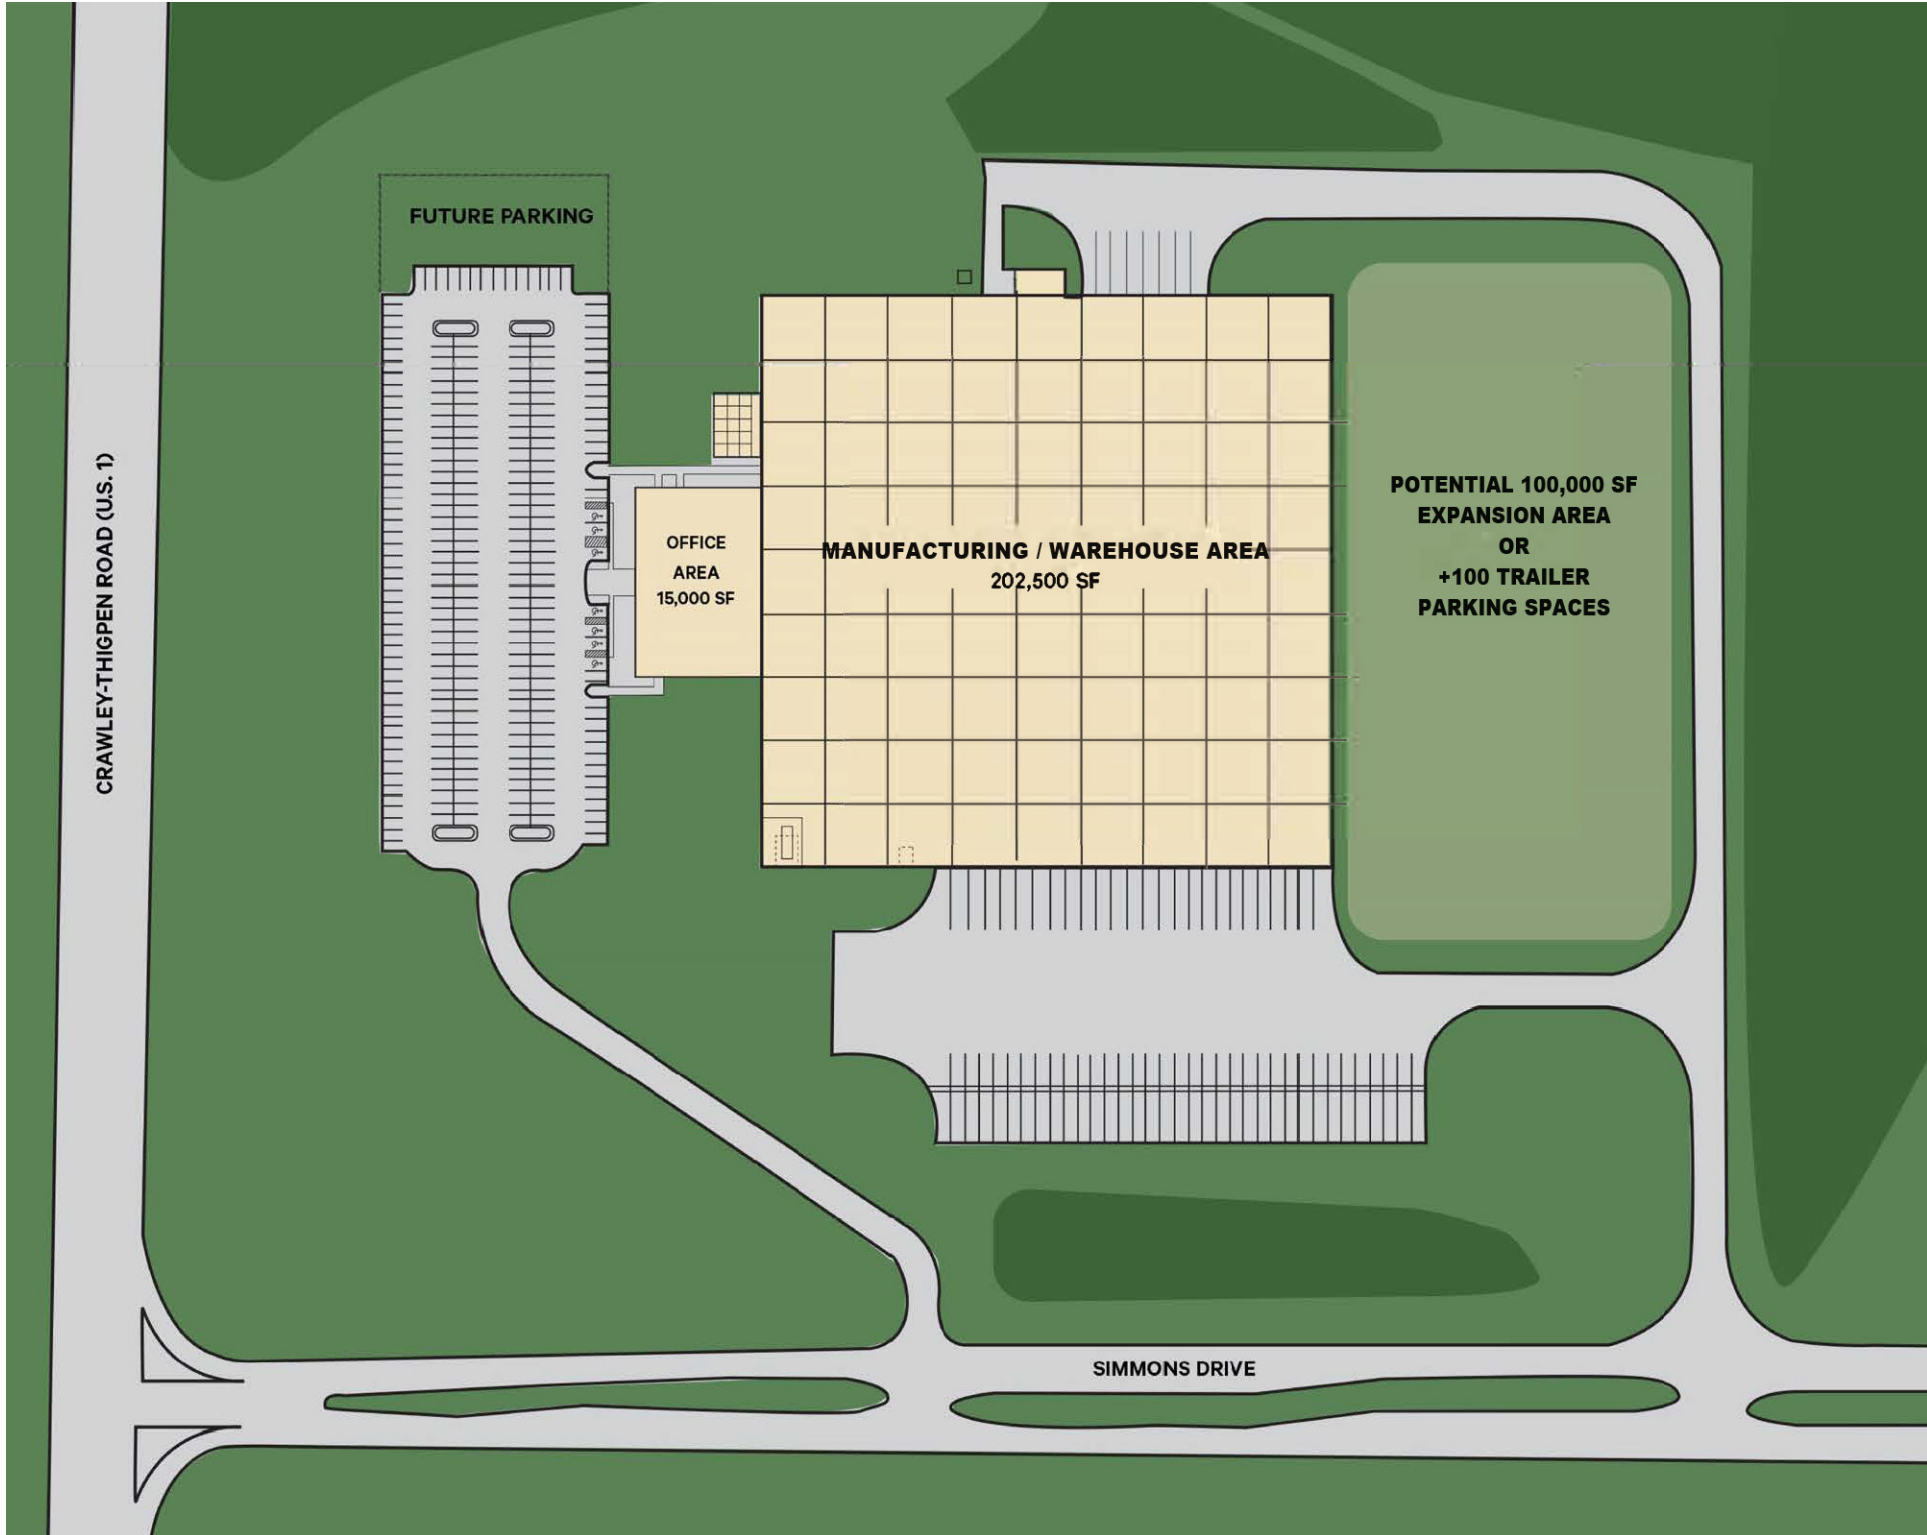 FUTURE PARKING
CRAWLEY-THIGPEN ROAD (U.S. 1)
OFFICE
AREA
15,000 SF
MANUFACTURING / WAREHOUSE AREA
202,500 SF
POTENTIAL 100,000 SF
EXPANSION AREA
OR
+100 TRAILER
PARKING SPACES
SIMMONS DRIVE